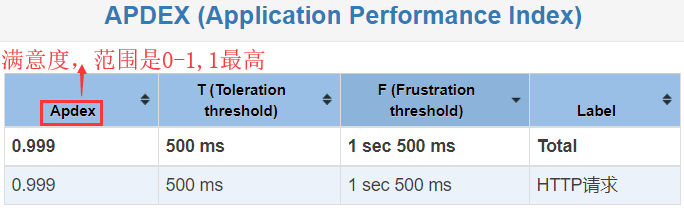 APDEX (Application Performance Index)
满意度，范围是0-1,1最高
Apdex T (Toleration threshold) F (Frustration threshold) Label
0.999 500 ms 1 sec 500 ms Total
0.999 500 ms 1 sec 500 ms HTTP请求